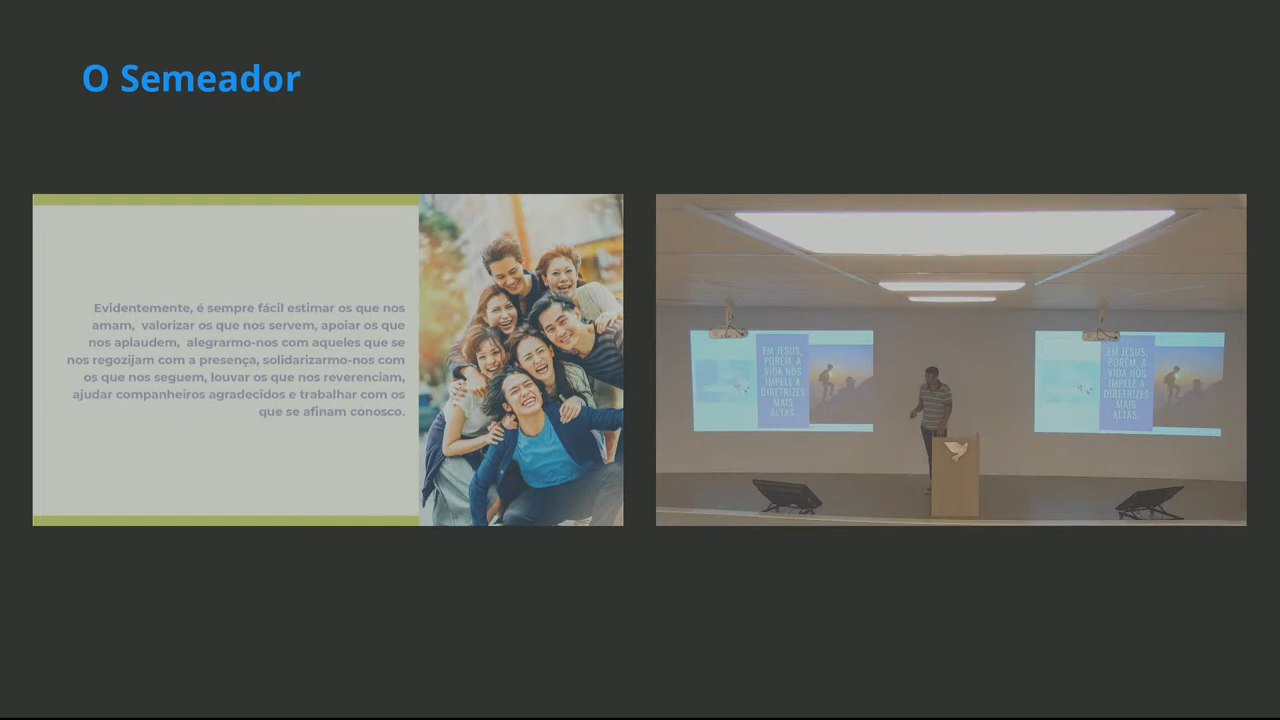 O Semeador
Evidentemente, é sempre fácil estimar os que nos
amam, valorizar os que nos servem, apoiar os que
nos aplaudem, alegrarmo-nos com aqueles que se
nos regozijam com a presença, solidarizarmo-nos com
os que nos seguem, louvar os que nos reverenciam,
ajudar companheiros agradecidos e trabalhar com os
que se afinam conosco.
EM JESUS,
PORÉM, A
VIDA NOS
IMPELE A
DIRETRIZES
MAIS
ALTAS.
EM JESUS,
PORÉM, A
VIDA NOS
IMPELE A
DIRETRIZES
MAIS
ALTAS.